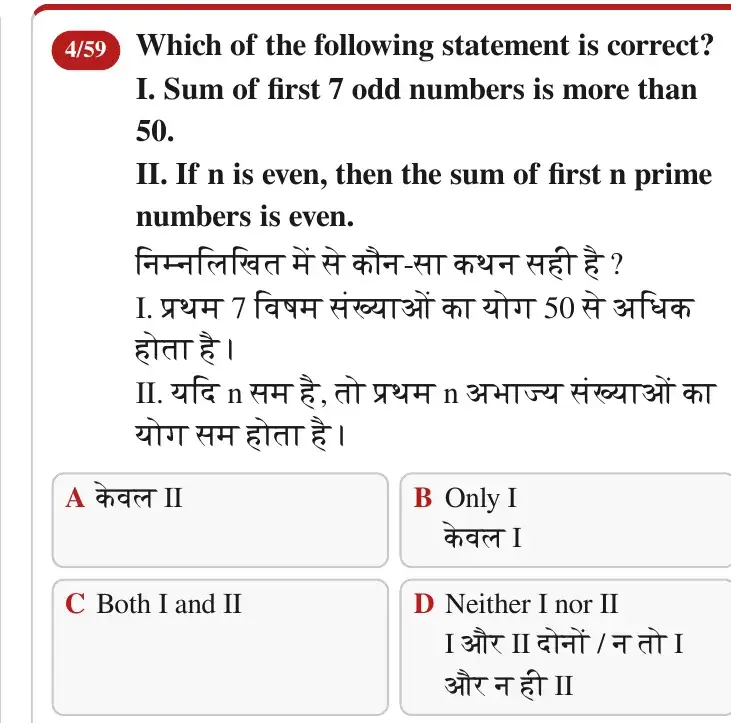 4/59 Which of the following statement is correct?
I. Sum of first 7 odd numbers is more than
50.
II. If n is even, then the sum of first n prime
numbers is even.
निम्नलिखित में से कौन-सा कथन सही है ?
I. प्रथम 7 विषम संख्याओं का योग 50 से अधिक
होता है।
II. यदि n सम है, तो प्रथम n अभाज्य संख्याओं का
योग सम होता है।
A केवल II
B Only I
केवल I
C Both I and II
D Neither I nor II
I और II दोनों / न तो I
और न ही II